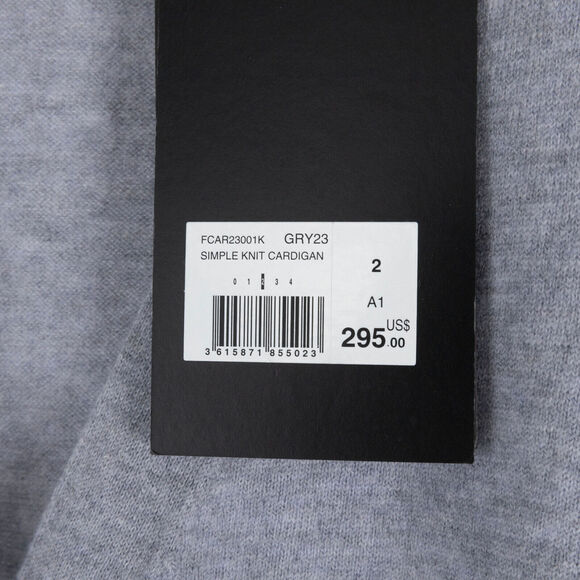 FCAR23001K GRY23
SIMPLE KNIT CARDIGAN
0 1 2 3 4
3 615871 855023
2
A1
295.00 US$